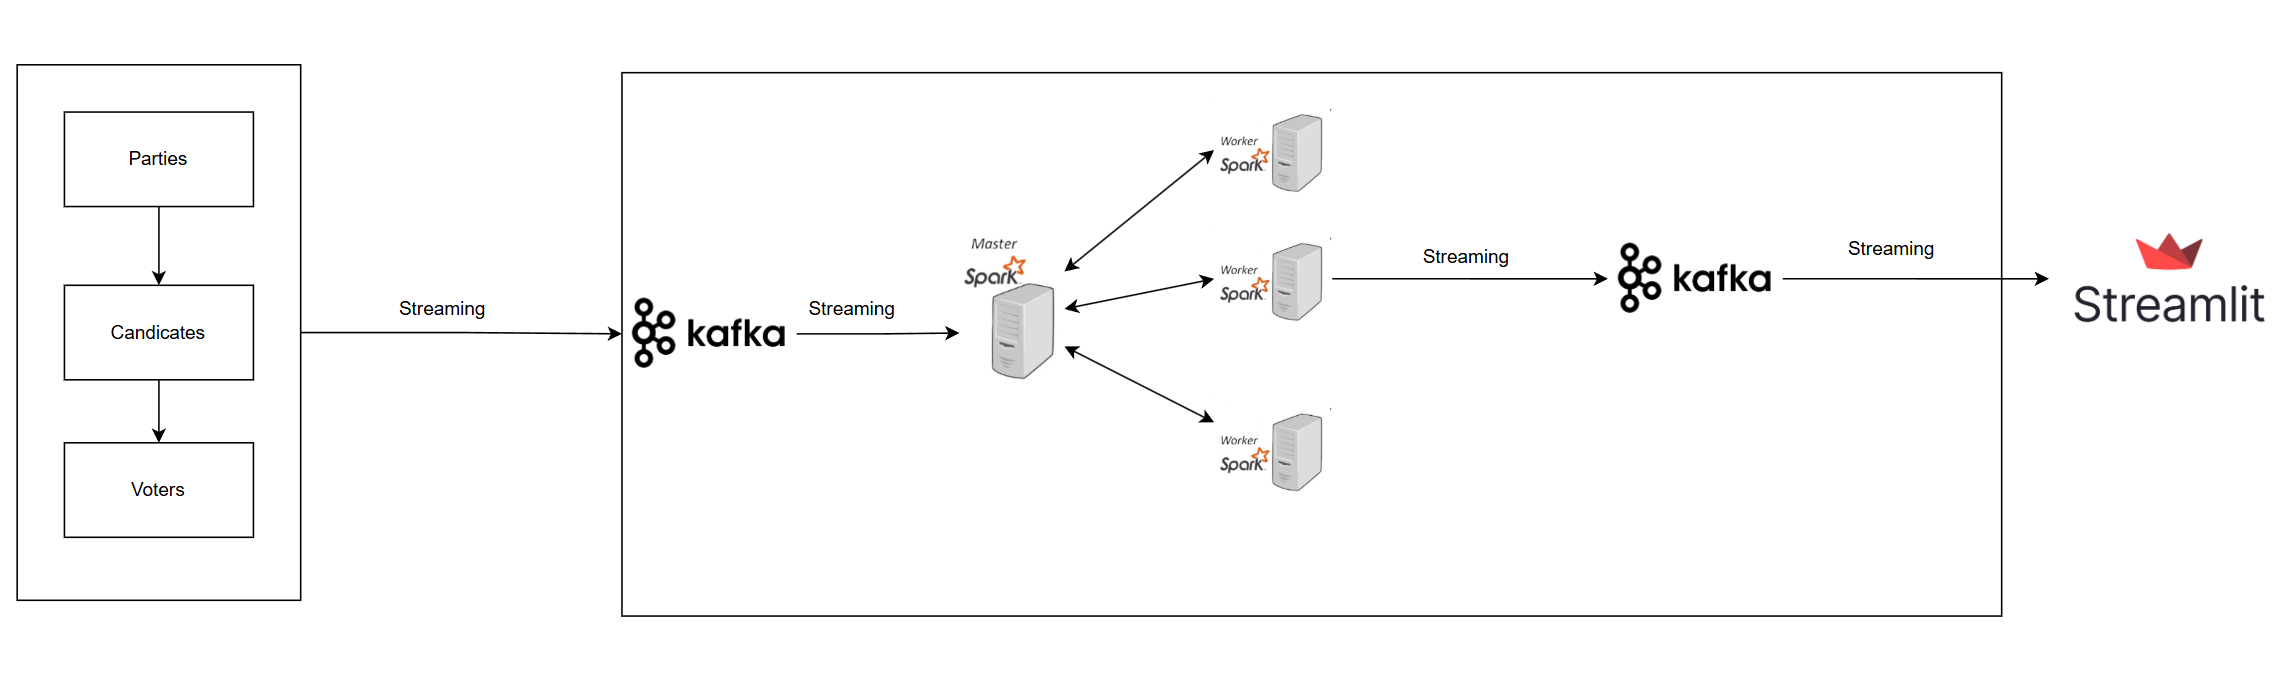 Parties
Candicates
Voters
Streaming
kafka
Streaming
Master
Spark
Worker
Spark
Worker
Spark
Worker
Spark
Streaming
kafka
Streaming
Streamlit